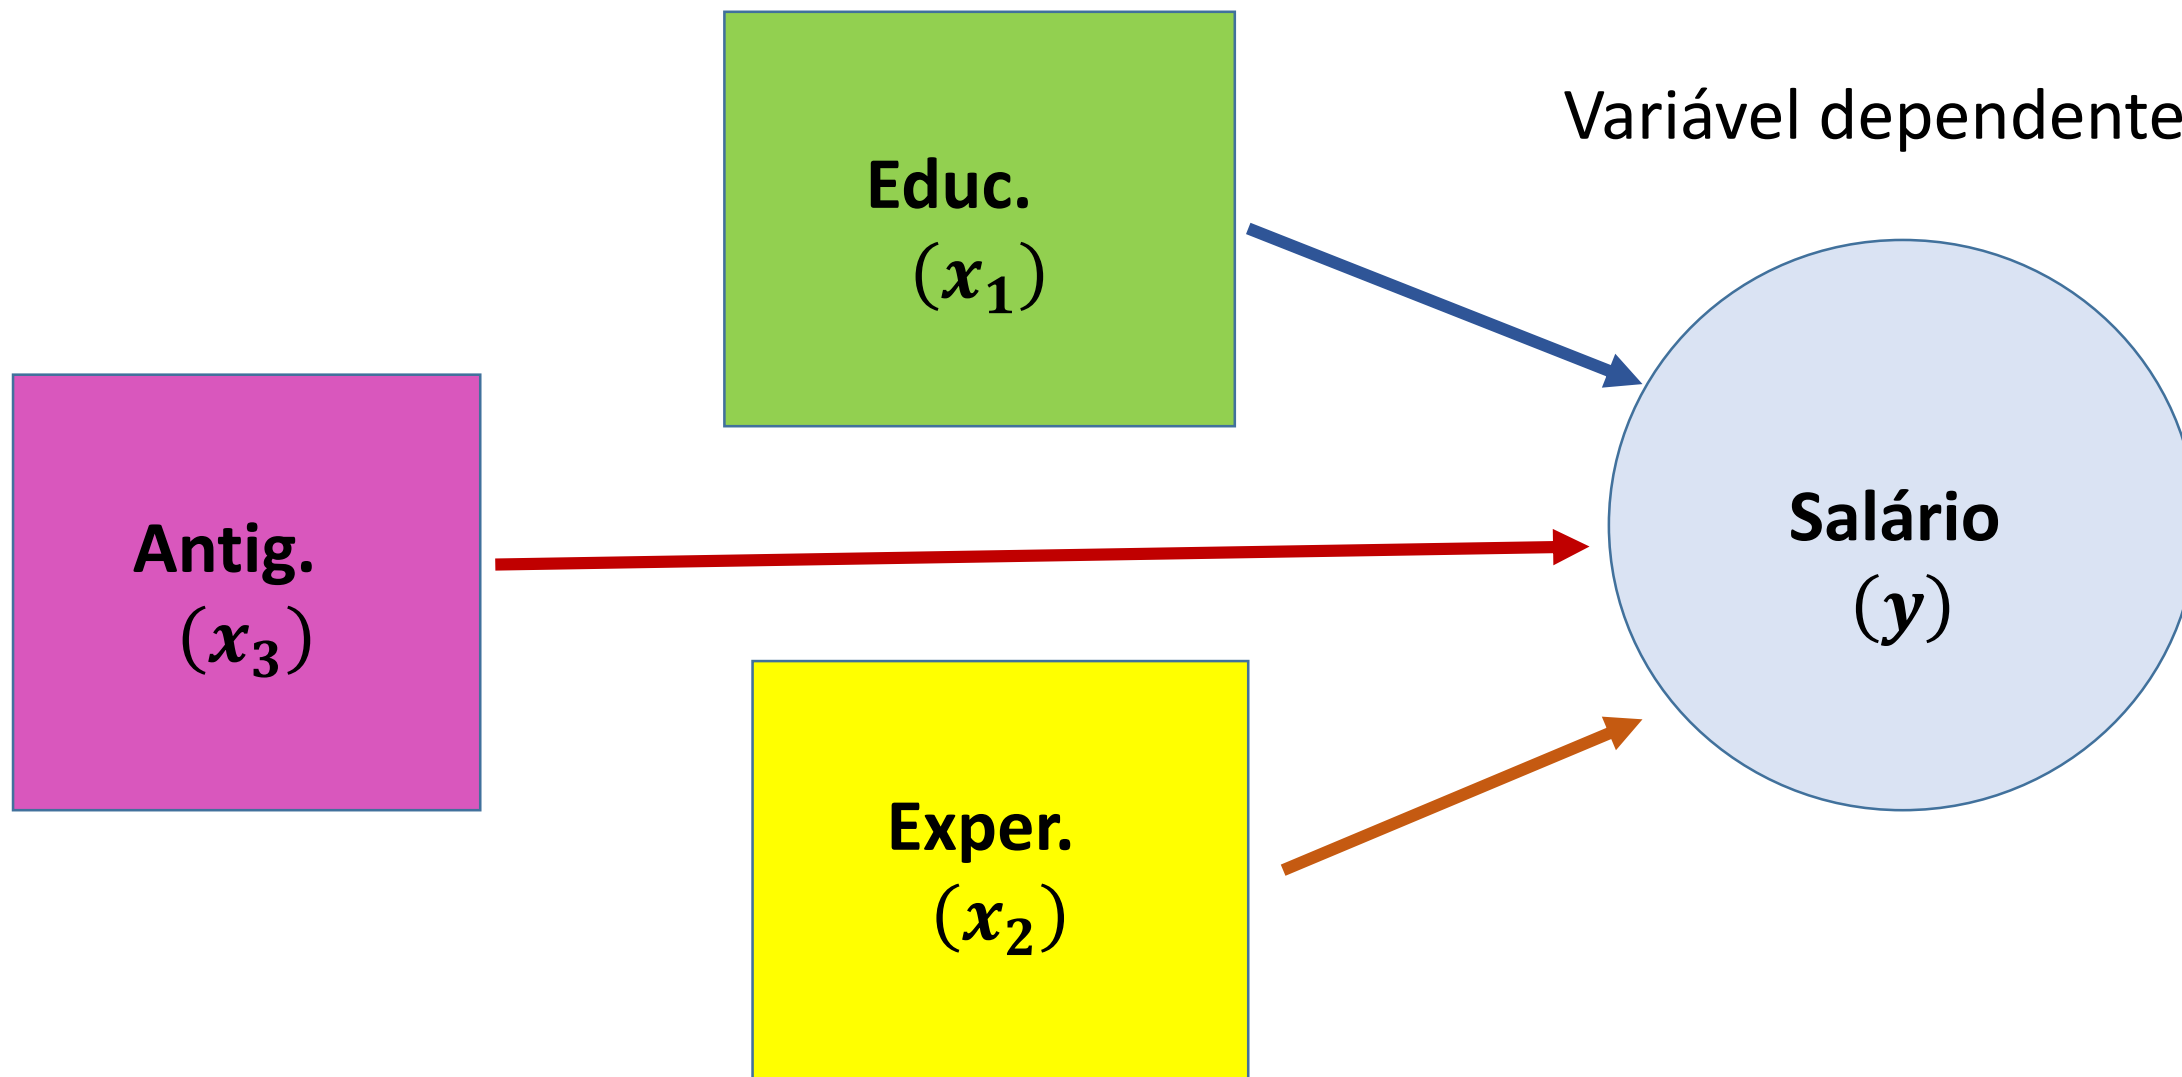 Variável dependente
Educ.
(x₁)
Antig.
(x₃)
Salário
(y)
Exper.
(x₂)